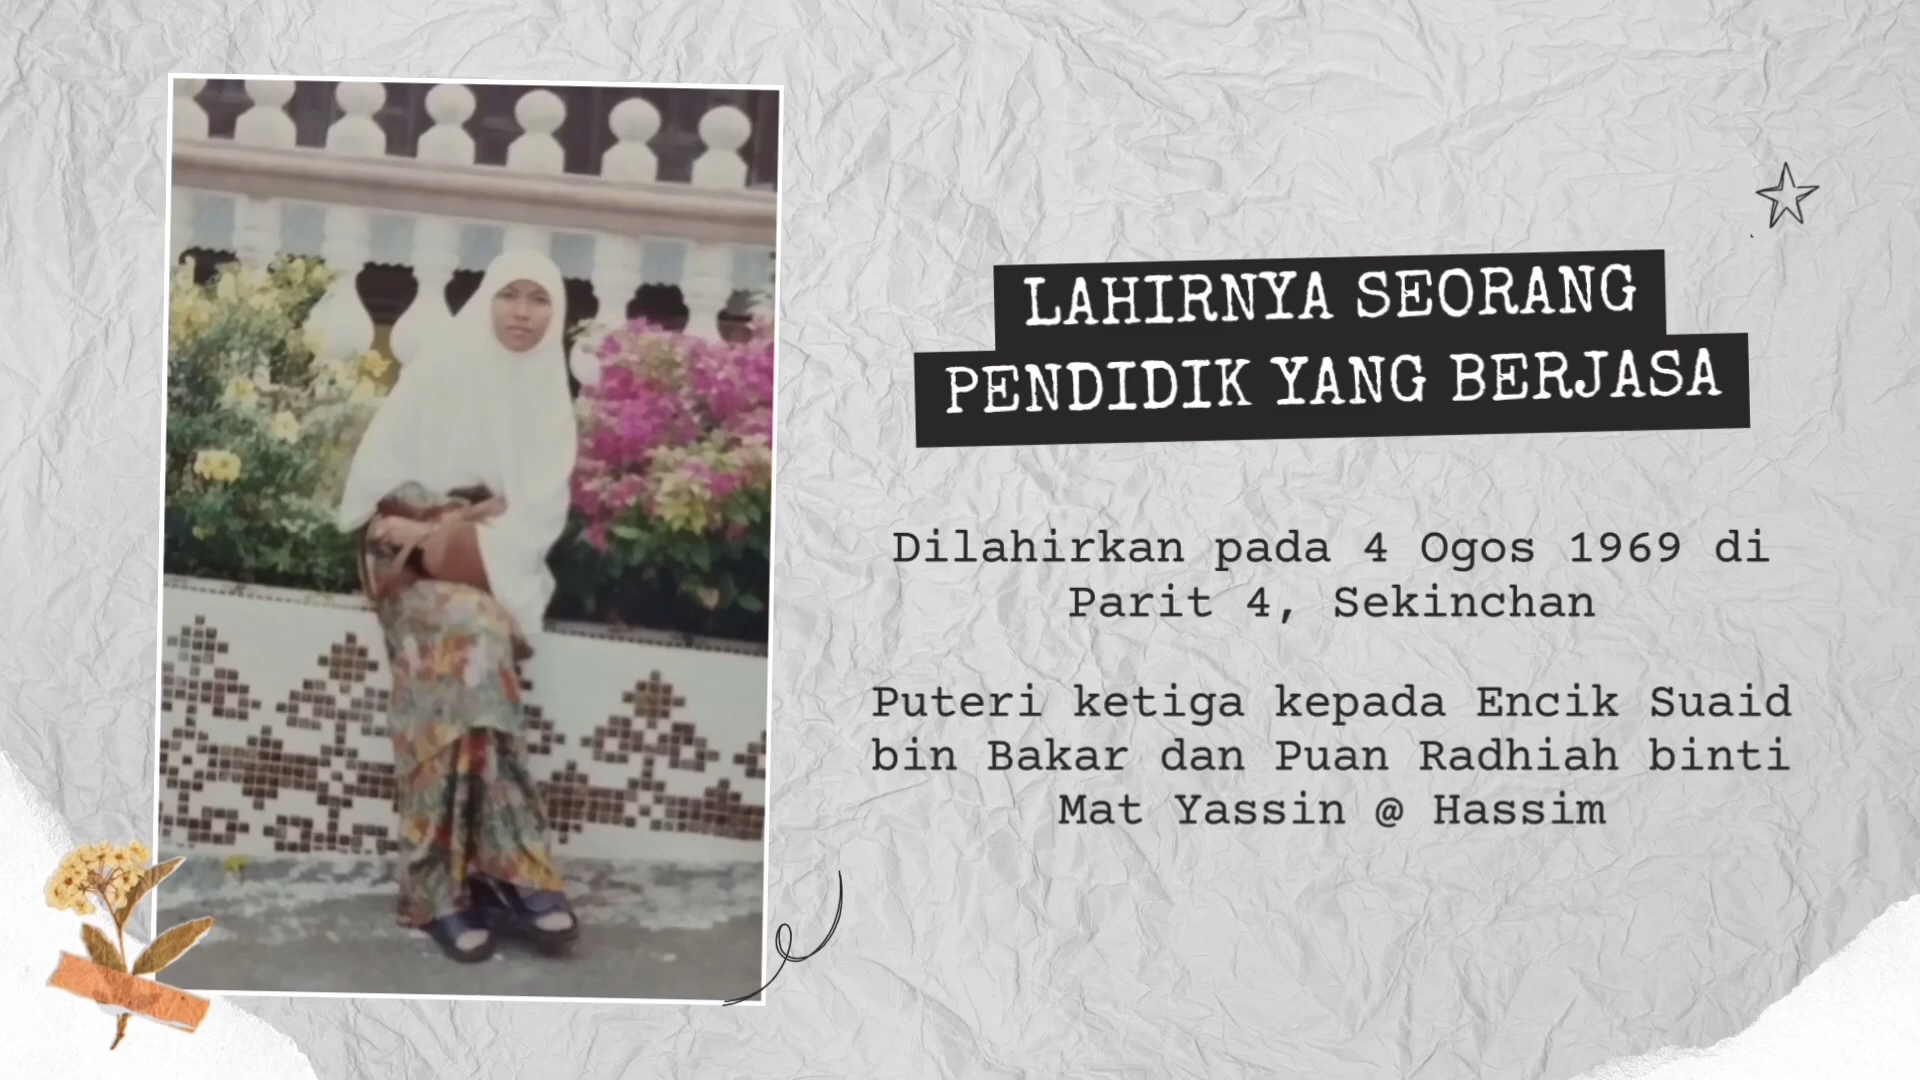 LAHIRNYA SEORANG
PENDIDIK YANG BERJASA
Dilahirkan pada 4 Ogos 1969 di
Parit 4, Sekinchan
Puteri ketiga kepada Encik Suaid
bin Bakar dan Puan Radhiah binti
Mat Yassin @ Hassim